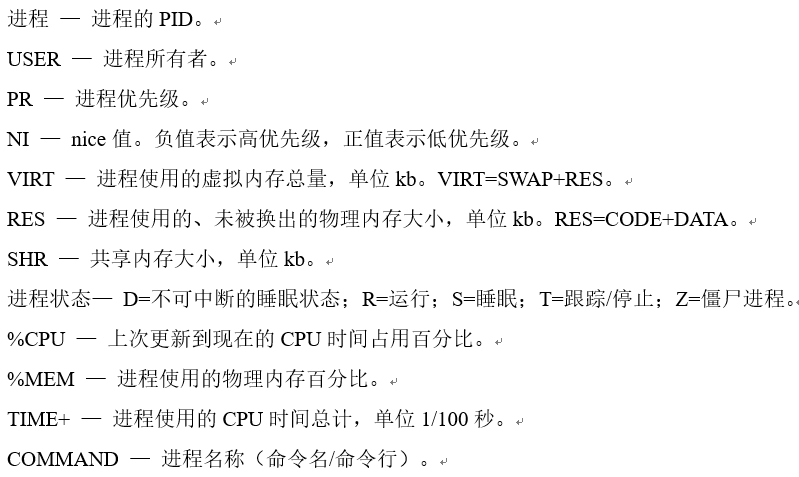 进程 — 进程的 PID。
USER — 进程所有者。
PR — 进程优先级。
NI — nice 值。负值表示高优先级，正值表示低优先级。
VIRT — 进程使用的虚拟内存总量，单位 kb。VIRT=SWAP+RES。
RES — 进程使用的、未被换出的物理内存大小，单位 kb。RES=CODE+DATA。
SHR — 共享内存大小，单位 kb。
进程状态— D=不可中断的睡眠状态；R=运行；S=睡眠；T=跟踪/停止；Z=僵尸进程。
%CPU — 上次更新到现在的 CPU 时间占用百分比。
%MEM — 进程使用的物理内存百分比。
TIME+ — 进程使用的 CPU 时间总计，单位 1/100 秒。
COMMAND — 进程名称（命令名/命令行）。